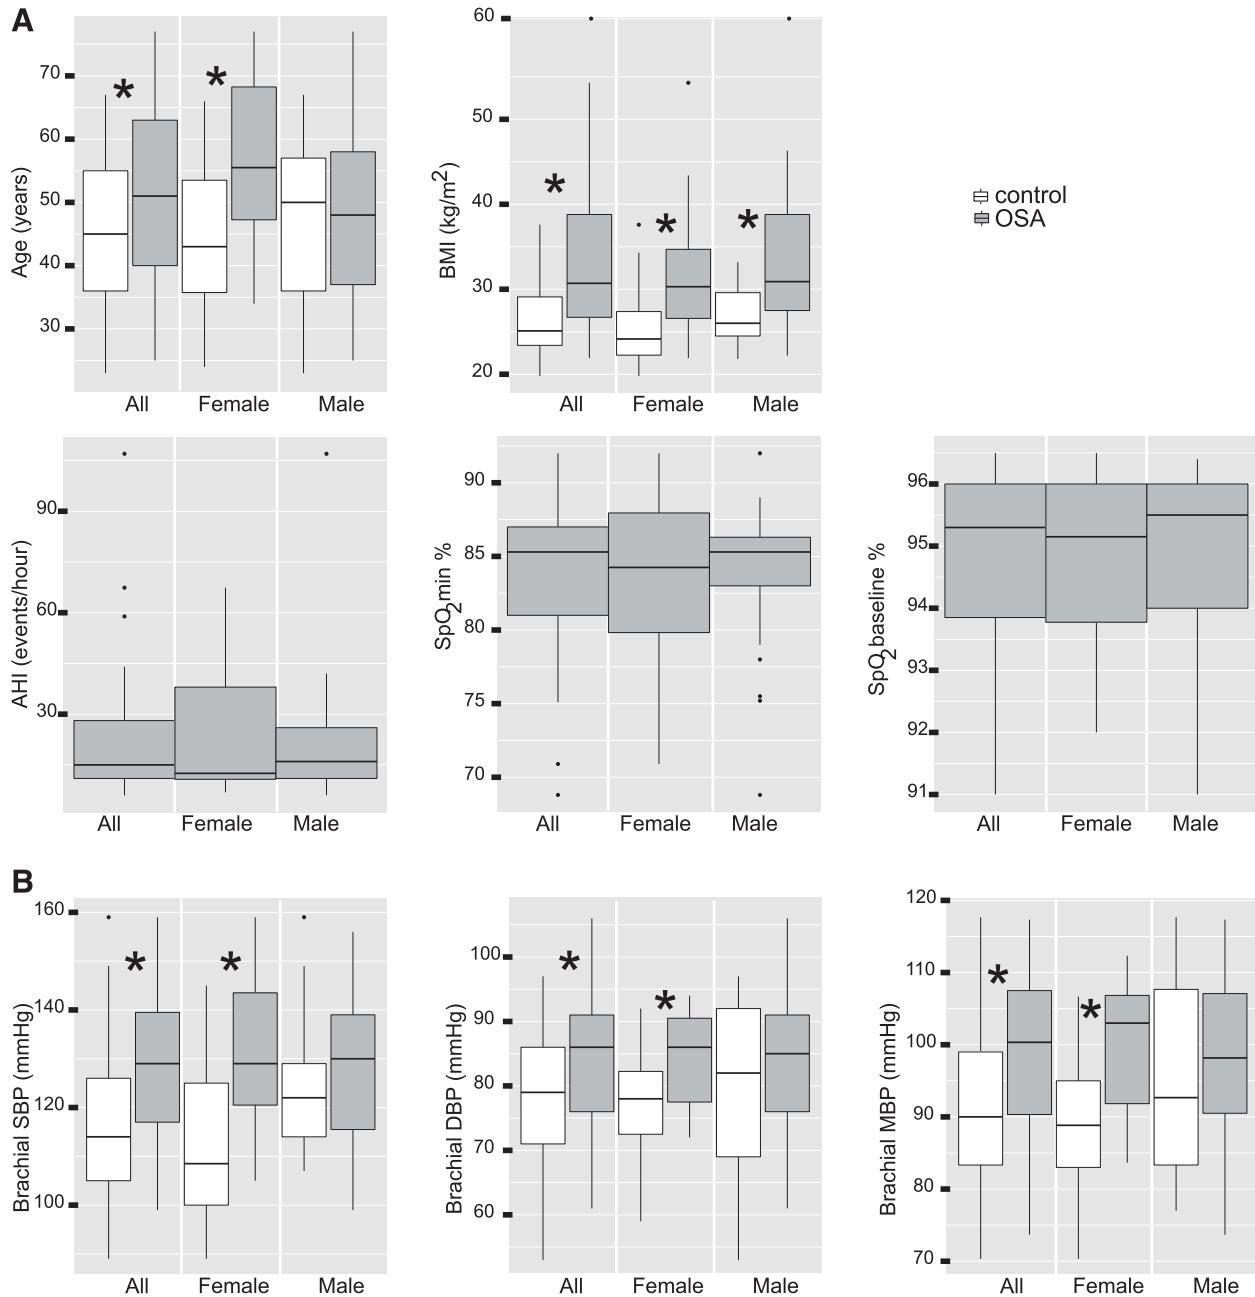 A
Age (years)
70
60
50
40
30
*
*
All Female Male
BMI (kg/m2)
60
50
40
30
20
*
*
*
All Female Male
control
OSA
AHI (events/hour)
90
60
30
All Female Male
SpO2min %
90
85
80
75
70
All Female Male
SpO2baseline %
96
95
94
93
92
91
All Female Male
B
Brachial SBP (mmHg)
160
140
120
100
*
*
All Female Male
Brachial DBP (mmHg)
100
90
80
70
60
*
*
All Female Male
Brachial MBP (mmHg)
120
110
100
90
80
70
*
*
All Female Male